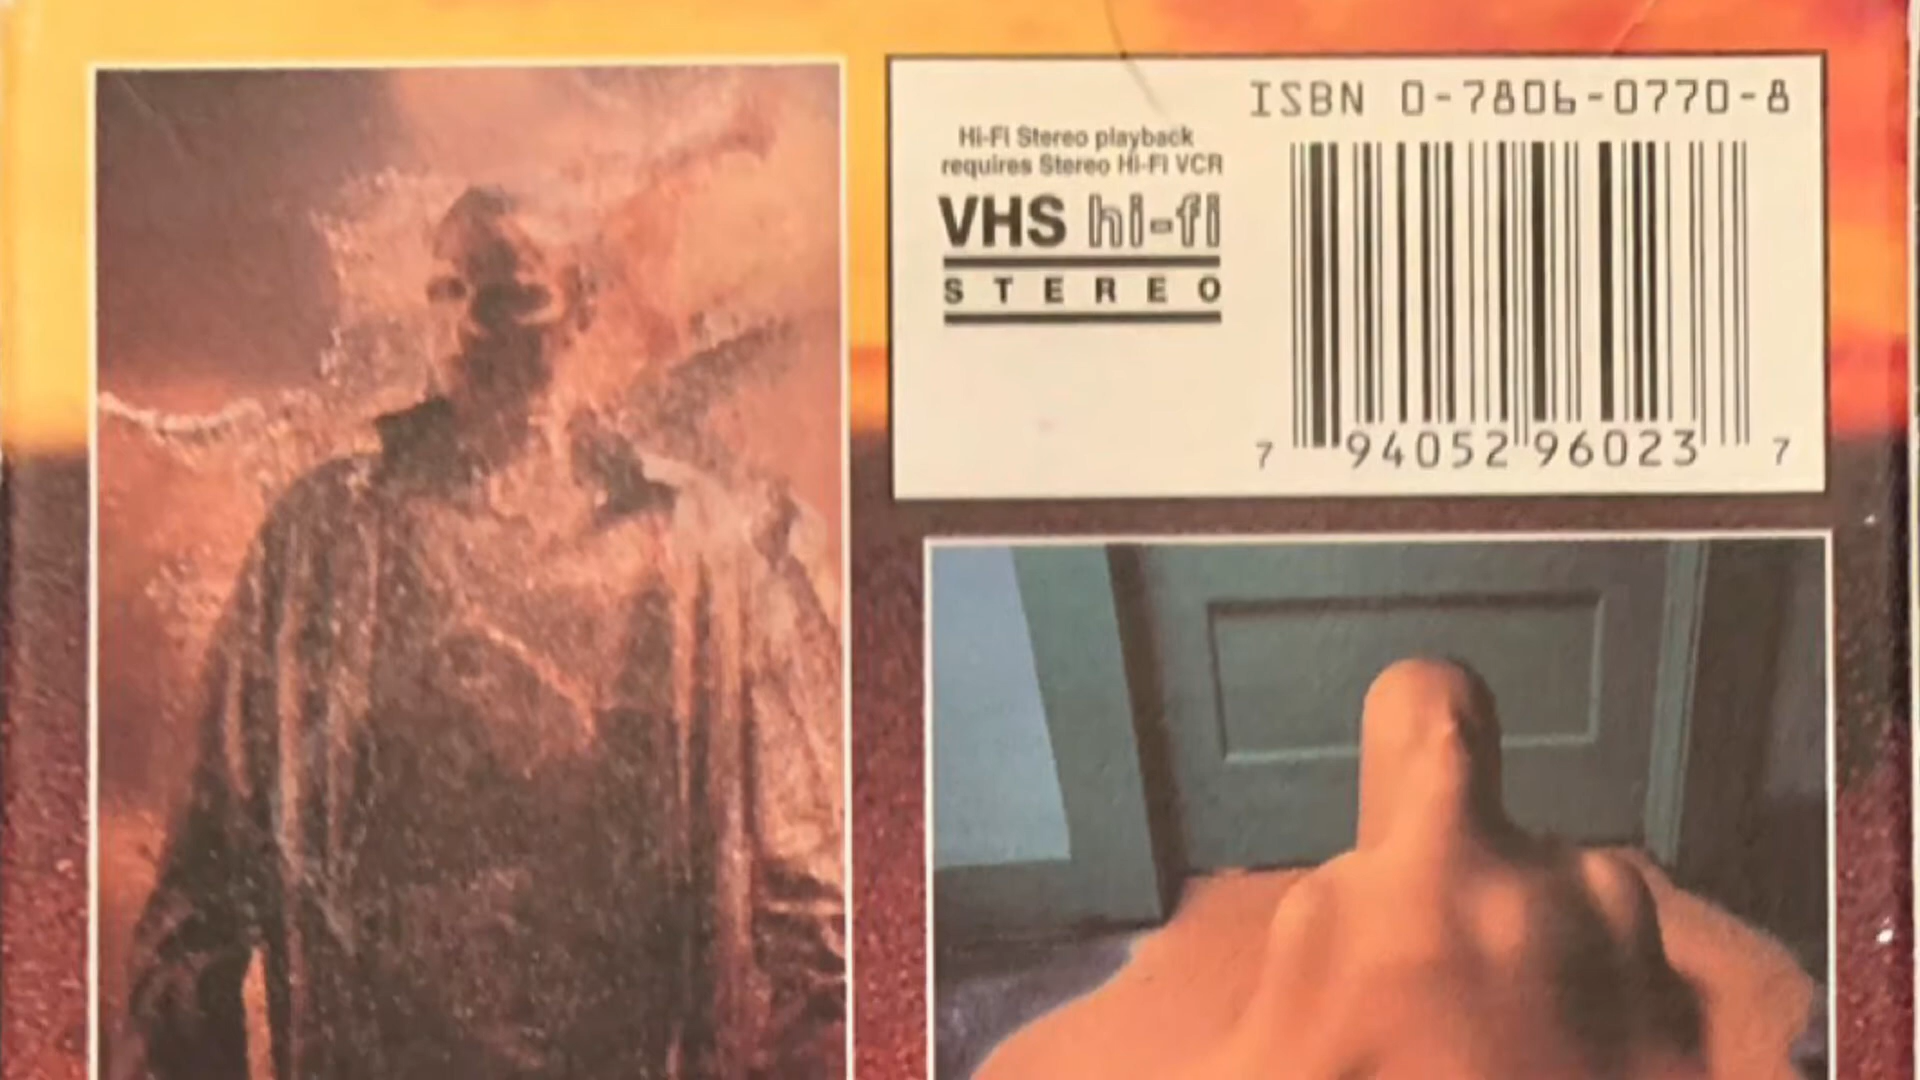 ISBN 0-7806-0770-8
Hi-Fi Stereo playback
requires Stereo Hi-Fi VCR
VHS hi-fi
STEREO
7 94052 96023 7